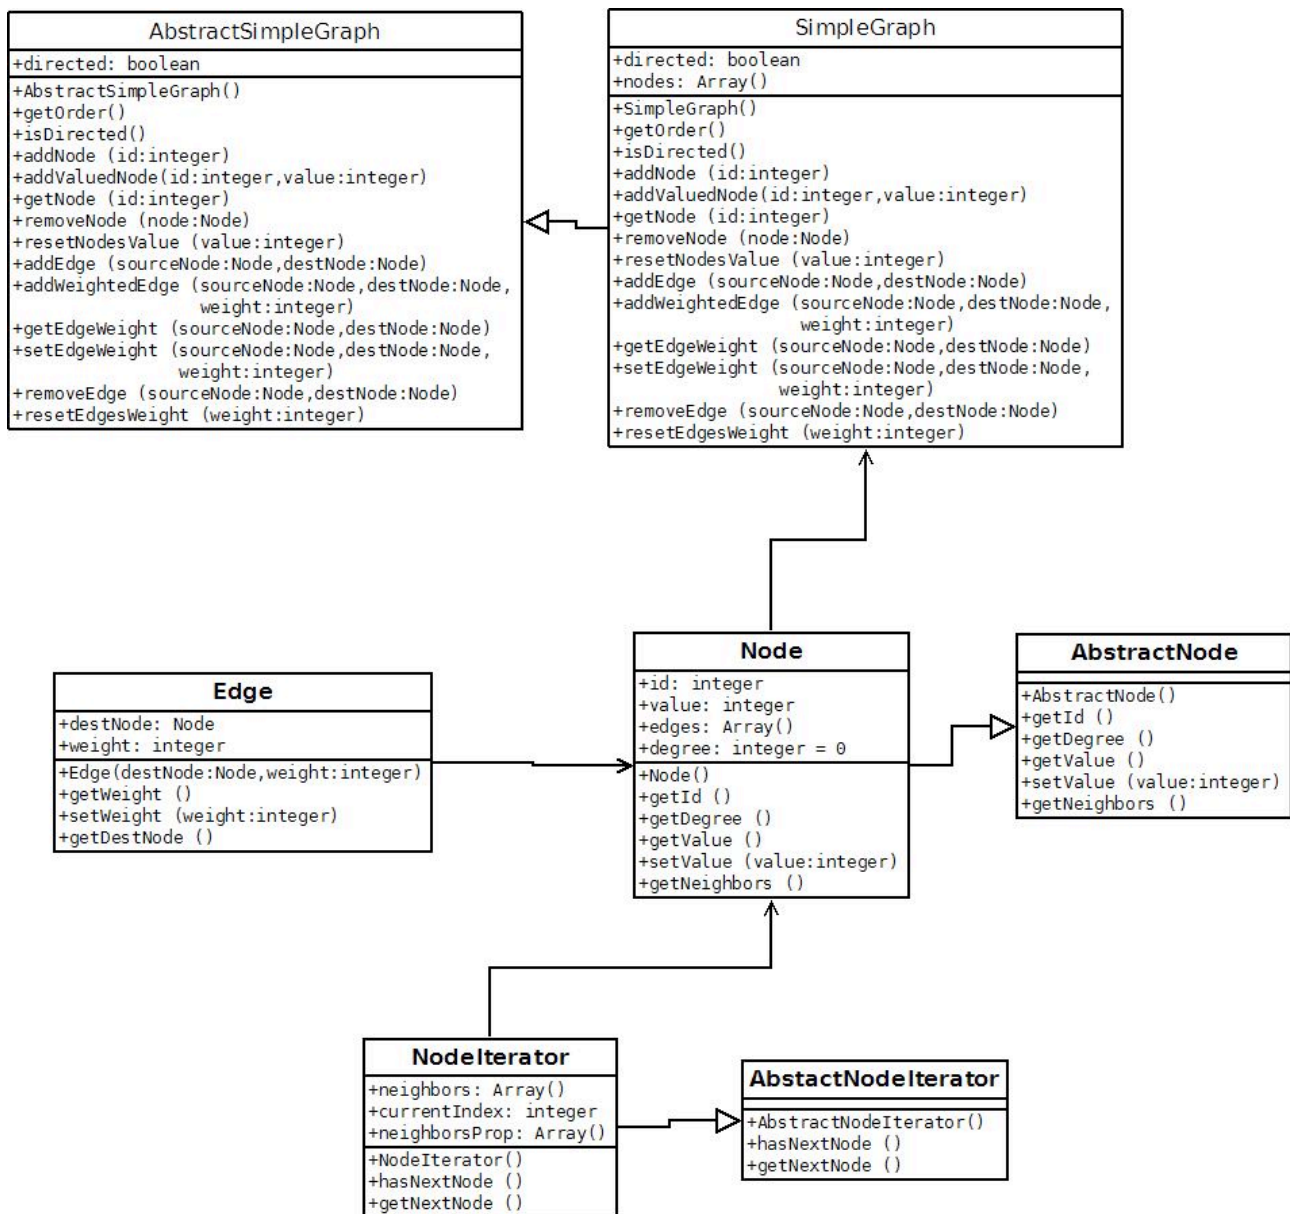 AbstractSimpleGraph
+directed: boolean
+AbstractSimpleGraph()
+getOrder()
+isDirected()
+addNode (id:integer)
+addValuedNode(id:integer,value:integer)
+getNode (id:integer)
+removeNode (node:Node)
+resetNodesValue (value:integer)
+addEdge (sourceNode:Node,destNode:Node)
+addWeightedEdge (sourceNode:Node,destNode:Node,
weight:integer)
+getEdgeWeight (sourceNode:Node,destNode:Node)
+setEdgeWeight (sourceNode:Node,destNode:Node,
weight:integer)
+removeEdge (sourceNode:Node,destNode:Node)
+resetEdgesWeight (weight:integer)
SimpleGraph
+directed: boolean
+nodes: Array()
+SimpleGraph()
+getOrder()
+isDirected()
+addNode (id:integer)
+addValuedNode(id:integer,value:integer)
+getNode (id:integer)
+removeNode (node:Node)
+resetNodesValue (value:integer)
+addEdge (sourceNode:Node,destNode:Node)
+addWeightedEdge (sourceNode:Node,destNode:Node,
weight:integer)
+getEdgeWeight (sourceNode:Node,destNode:Node)
+setEdgeWeight (sourceNode:Node,destNode:Node,
weight:integer)
+removeEdge (sourceNode:Node,destNode:Node)
+resetEdgesWeight (weight:integer)
Edge
+destNode: Node
+weight: integer
+Edge(destNode:Node,weight:integer)
+getWeight ()
+setWeight (weight:integer)
+getDestNode ()
Node
+id: integer
+value: integer
+edges: Array()
+degree: integer = 0
+Node()
+getId ()
+getDegree ()
+getValue ()
+setValue (value:integer)
+getNeighbors ()
AbstractNode
+AbstractNode()
+getId ()
+getDegree ()
+getValue ()
+setValue (value:integer)
+getNeighbors ()
NodeIterator
+neighbors: Array()
+currentIndex: integer
+neighborsProp: Array()
+NodeIterator()
+hasNextNode ()
+getNextNode ()
AbstactNodeIterator
+AbstractNodeIterator()
+hasNextNode ()
+getNextNode ()